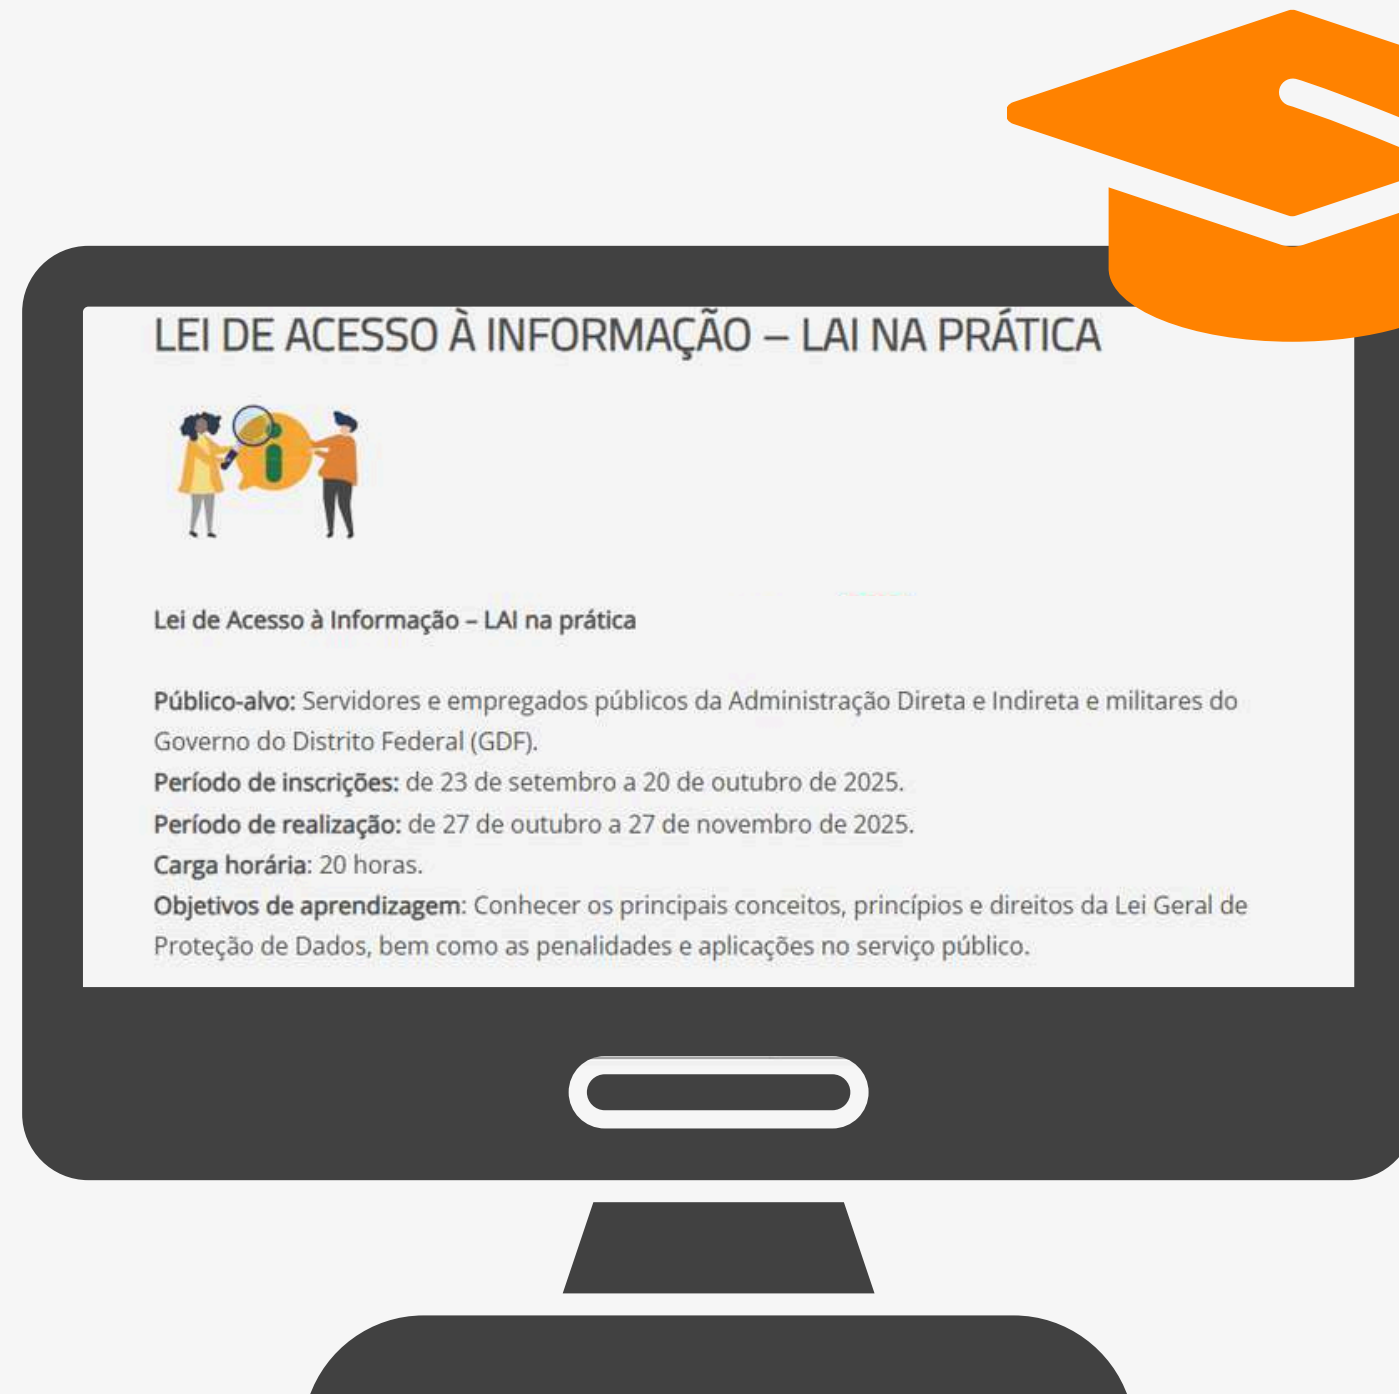 LEI DE ACESSO À INFORMAÇÃO – LAI NA PRÁTICA
i
Lei de Acesso à Informação – LAI na prática
Público-alvo: Servidores e empregados públicos da Administração Direta e Indireta e militares do
Governo do Distrito Federal (GDF).
Período de inscrições: de 23 de setembro a 20 de outubro de 2025.
Período de realização: de 27 de outubro a 27 de novembro de 2025.
Carga horária: 20 horas.
Objetivos de aprendizagem: Conhecer os principais conceitos, princípios e direitos da Lei Geral de
Proteção de Dados, bem como as penalidades e aplicações no serviço público.